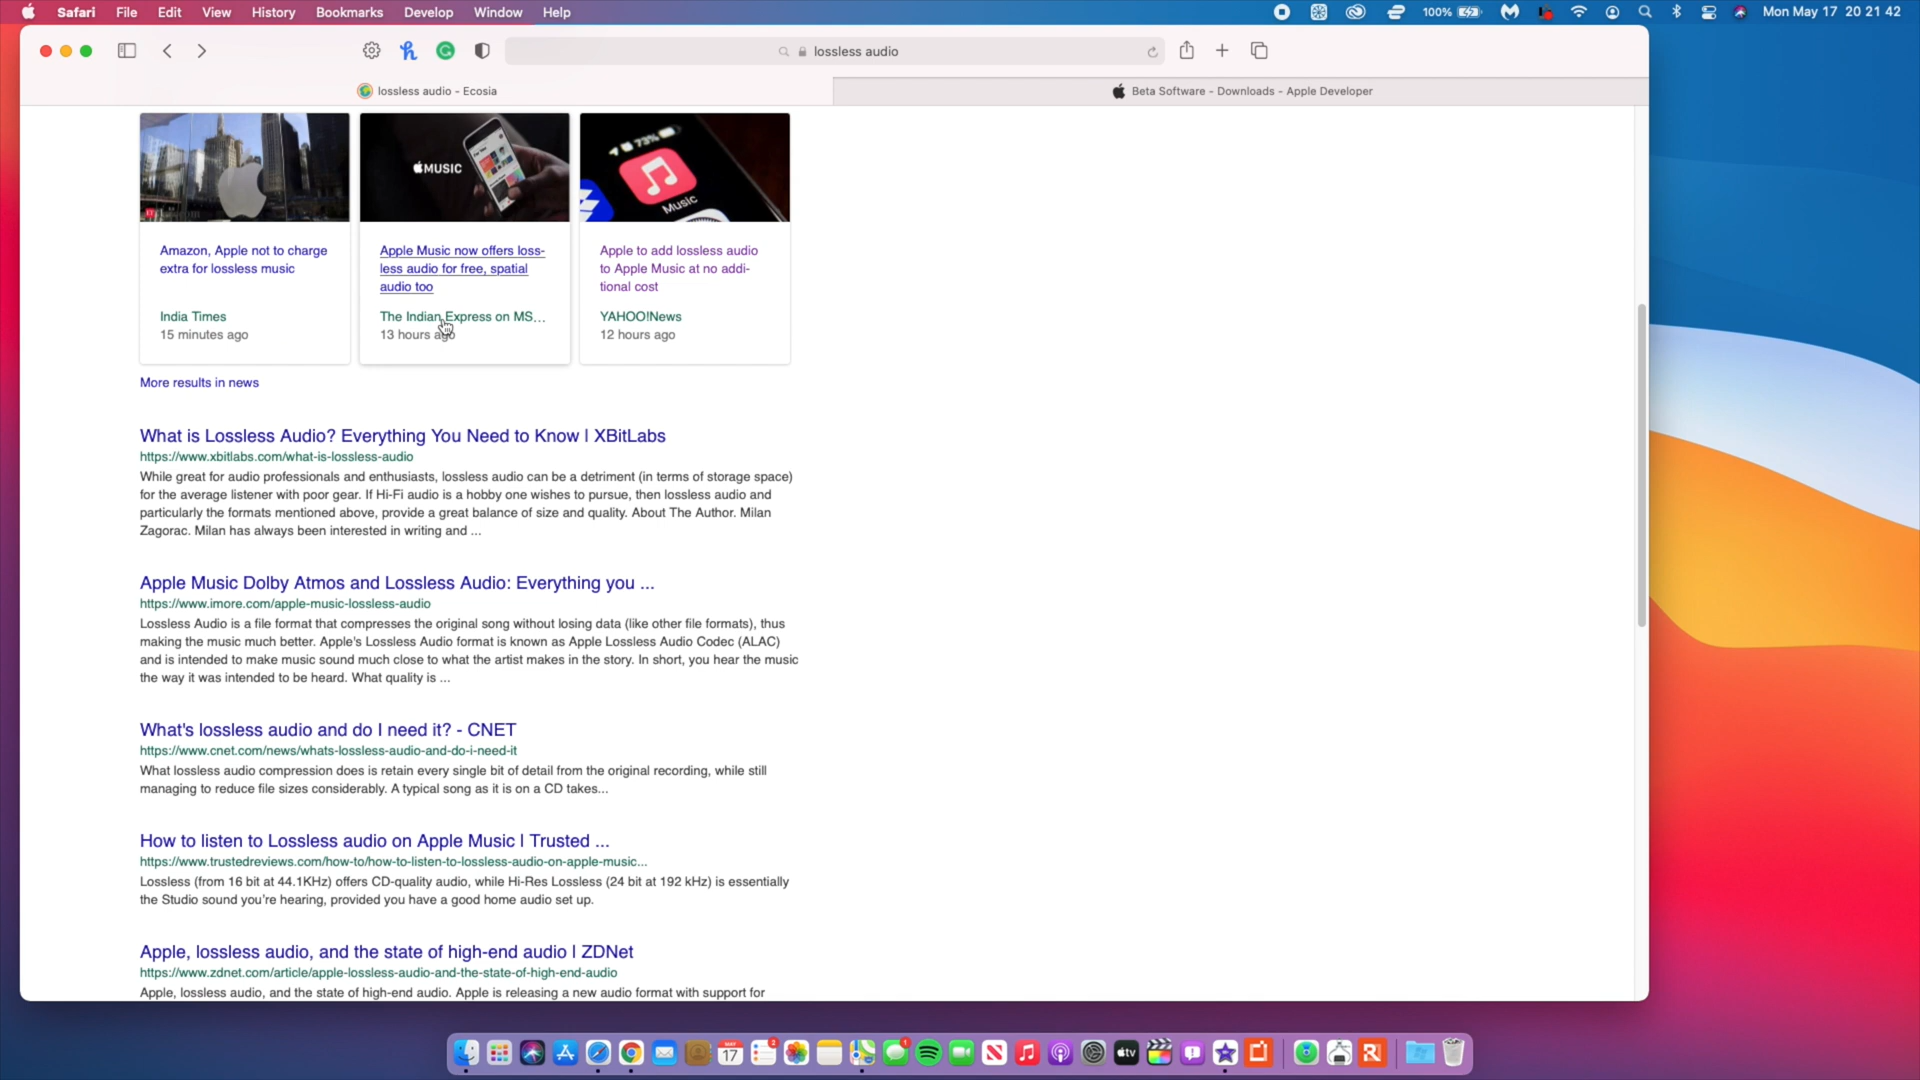 Safari File Edit View History Bookmarks Develop Window Help 100% Mon May 17 20 21 42
lossless audio
lossless audio - Ecosia
Beta Software - Downloads - Apple Developer
MUSIC
73%
Music
Amazon, Apple not to charge
extra for lossless music
India Times
15 minutes ago
Apple Music now offers loss-
less audio for free, spatial
audio too
The Indian Express on MS...
13 hours ago
Apple to add lossless audio
to Apple Music at no addi-
tional cost
YAHOO!News
12 hours ago
More results in news
What is Lossless Audio? Everything You Need to Know | XBitLabs
https://www.xbitlabs.com/what-is-lossless-audio
While great for audio professionals and enthusiasts, lossless audio can be a detriment (in terms of storage space)
for the average listener with poor gear. If Hi-Fi audio is a hobby one wishes to pursue, then lossless audio and
particularly the formats mentioned above, provide a great balance of size and quality. About The Author. Milan
Zagorac. Milan has always been interested in writing and ...
Apple Music Dolby Atmos and Lossless Audio: Everything you ...
https://www.imore.com/apple-music-lossless-audio
Lossless Audio is a file format that compresses the original song without losing data (like other file formats), thus
making the music much better. Apple's Lossless Audio format is known as Apple Lossless Audio Codec (ALAC)
and is intended to make music sound much close to what the artist makes in the story. In short, you hear the music
the way it was intended to be heard. What quality is ...
What's lossless audio and do I need it? - CNET
https://www.cnet.com/news/whats-lossless-audio-and-do-i-need-it
What lossless audio compression does is retain every single bit of detail from the original recording, while still
managing to reduce file sizes considerably. A typical song as it is on a CD takes...
How to listen to Lossless audio on Apple Music | Trusted ...
https://www.trustedreviews.com/how-to/how-to-listen-to-lossless-audio-on-apple-music...
Lossless (from 16 bit at 44.1KHz) offers CD-quality audio, while Hi-Res Lossless (24 bit at 192 kHz) is essentially
the Studio sound you're hearing, provided you have a good home audio set up.
Apple, lossless audio, and the state of high-end audio | ZDNet
https://www.zdnet.com/article/apple-lossless-audio-and-the-state-of-high-end-audio
Apple, lossless audio, and the state of high-end audio. Apple is releasing a new audio format with support for
MAY
17
2
1
tv